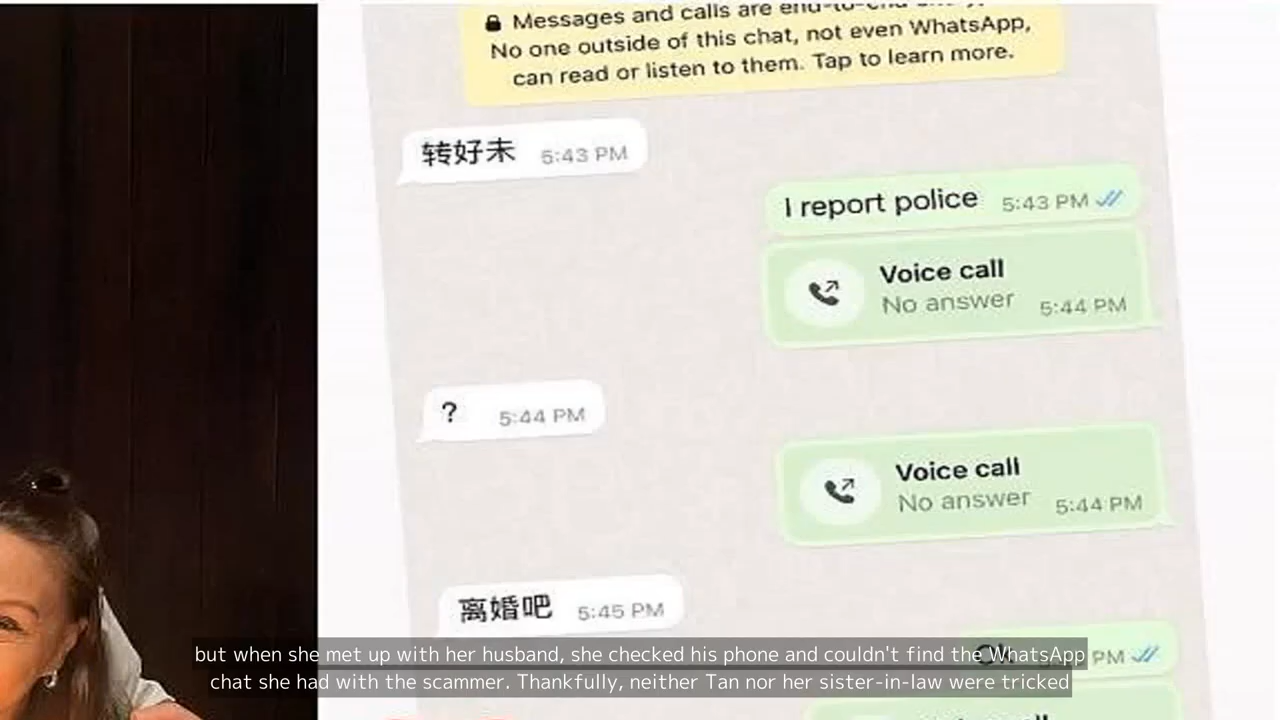 Messages and calls are end-to-end
No one outside of this chat, not even WhatsApp,
can read or listen to them. Tap to learn more.
转好未 5:43 PM
I report police 5:43 PM
Voice call
No answer 5:44 PM
? 5:44 PM
Voice call
No answer 5:44 PM
离婚吧 5:45 PM
Ok PM
but when she met up with her husband, she checked his phone and couldn't find the WhatsApp
chat she had with the scammer. Thankfully, neither Tan nor her sister-in-law were tricked